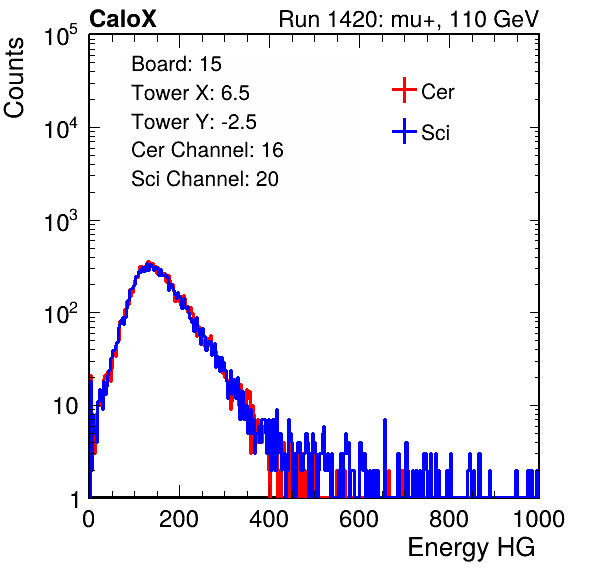 CaloX Run 1420: mu+, 110 GeV
Counts
10^5
10^4
10^3
10^2
10
1
Board: 15
Tower X: 6.5
Tower Y: -2.5
Cer Channel: 16
Sci Channel: 20
Cer
Sci
0 200 400 600 800 1000
Energy HG